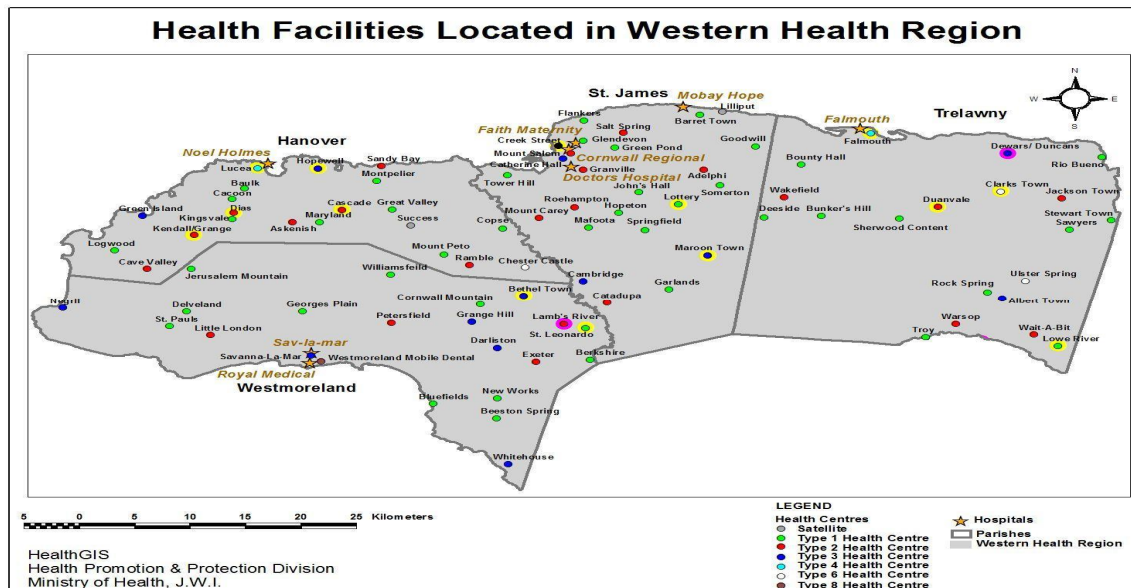 Health Facilities Located in Western Health Region
N
W E
S
St. James
Mobay Hope
Lilliput
Flankers
Barret Town
Trelawny
Falmouth
Falmouth
Hanover
Faith Maternity
Salt Spring
Creek Street
Glendevon
Green Pond
Goodwill
Dewars/ Duncans
Noel Holmes
Hopewell
Sandy Bay
Mount Salem
Cornwall Regional
Catherine Hall
Granville
Adelphi
Bounty Hall
Rio Bueno
Lucea
Montpelier
Tower Hill
Doctors Hospital
Baulk
John's Hall
Somerton
Wakefield
Clarks Town
Jackson Town
Cacoon
Dias
Cascade
Great Valley
Roehampton
Lottery
Green Island
Kingsvale
Maryland
Success
Mount Carey
Hopeton
Deeside
Bunker's Hill
Duanvale
Stewart Town
Kendall/Grange
Askenish
Copse
Mafoota
Springfield
Sherwood Content
Sawyers
Logwood
Mount Peto
Maroon Town
Cave Valley
Ramble
Chester Castle
Jerusalem Mountain
Williamsfeild
Cambridge
Garlands
Ulster Spring
Rock Spring
Bethel Town
Negril
Delveland
Georges Plain
Cornwall Mountain
Catadupa
Albert Town
St. Pauls
Petersfield
Grange Hill
Lamb's River
Warsop
Little London
St. Leonardo
Troy
Wait-A-Bit
Sav-la-mar
Darliston
Lowe River
Savanna-La-Mar
Westmoreland Mobile Dental
Exeter
Berkshire
Royal Medical
Westmoreland
New Works
Bluefields
Beeston Spring
Whitehouse
5 0 5 10 15 20 25 Kilometers
LEGEND
Health Centres
Satellite
Type 1 Health Centre
Type 2 Health Centre
Type 3 Health Centre
Type 4 Health Centre
Type 6 Health Centre
Type 8 Health Centre
Hospitals
Parishes
Western Health Region
HealthGIS
Health Promotion & Protection Division
Ministry of Health, J.W.I.